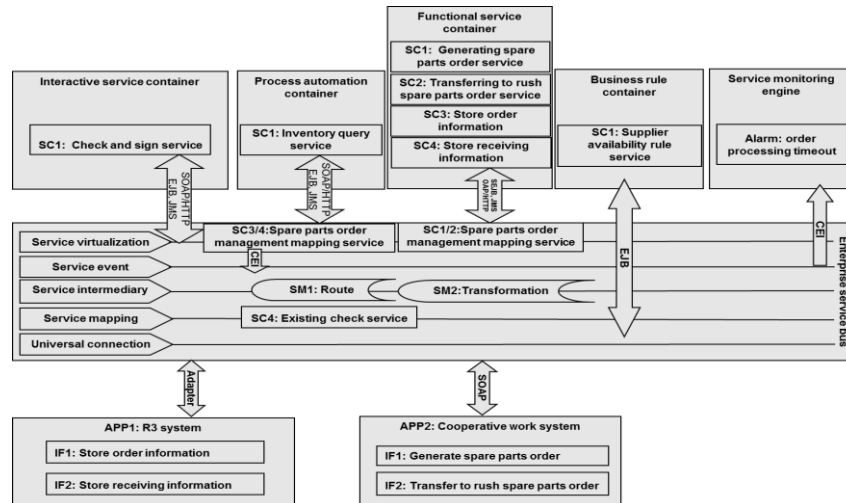 Functional service
container
SC1: Generating spare
parts order service
SC2: Transferring to rush
spare parts order service
SC3: Store order
information
SC4: Store receiving
information
Interactive service container
SC1: Check and sign service
Process automation
container
SC1: Inventory query
service
Business rule
container
SC1: Supplier
availability rule
service
Service monitoring
engine
Alarm: order
processing timeout
SOAP/HTTP
EJB, JMS
SOAP/HTTP
EJB, JMS
SEJB, JMS
OAP/HTTP
EJB
CEI
Enterprise service bus
Service virtualization
SC3/4:Spare parts order
management mapping service
SC1/2:Spare parts order
management mapping service
CEI
Service event
Service intermediary
SM1: Route
SM2:Transformation
Service mapping
SC4: Existing check service
Universal connection
Adapter
SOAP
APP1: R3 system
IF1: Store order information
IF2: Store receiving information
APP2: Cooperative work system
IF1: Generate spare parts order
IF2: Transfer to rush spare parts order